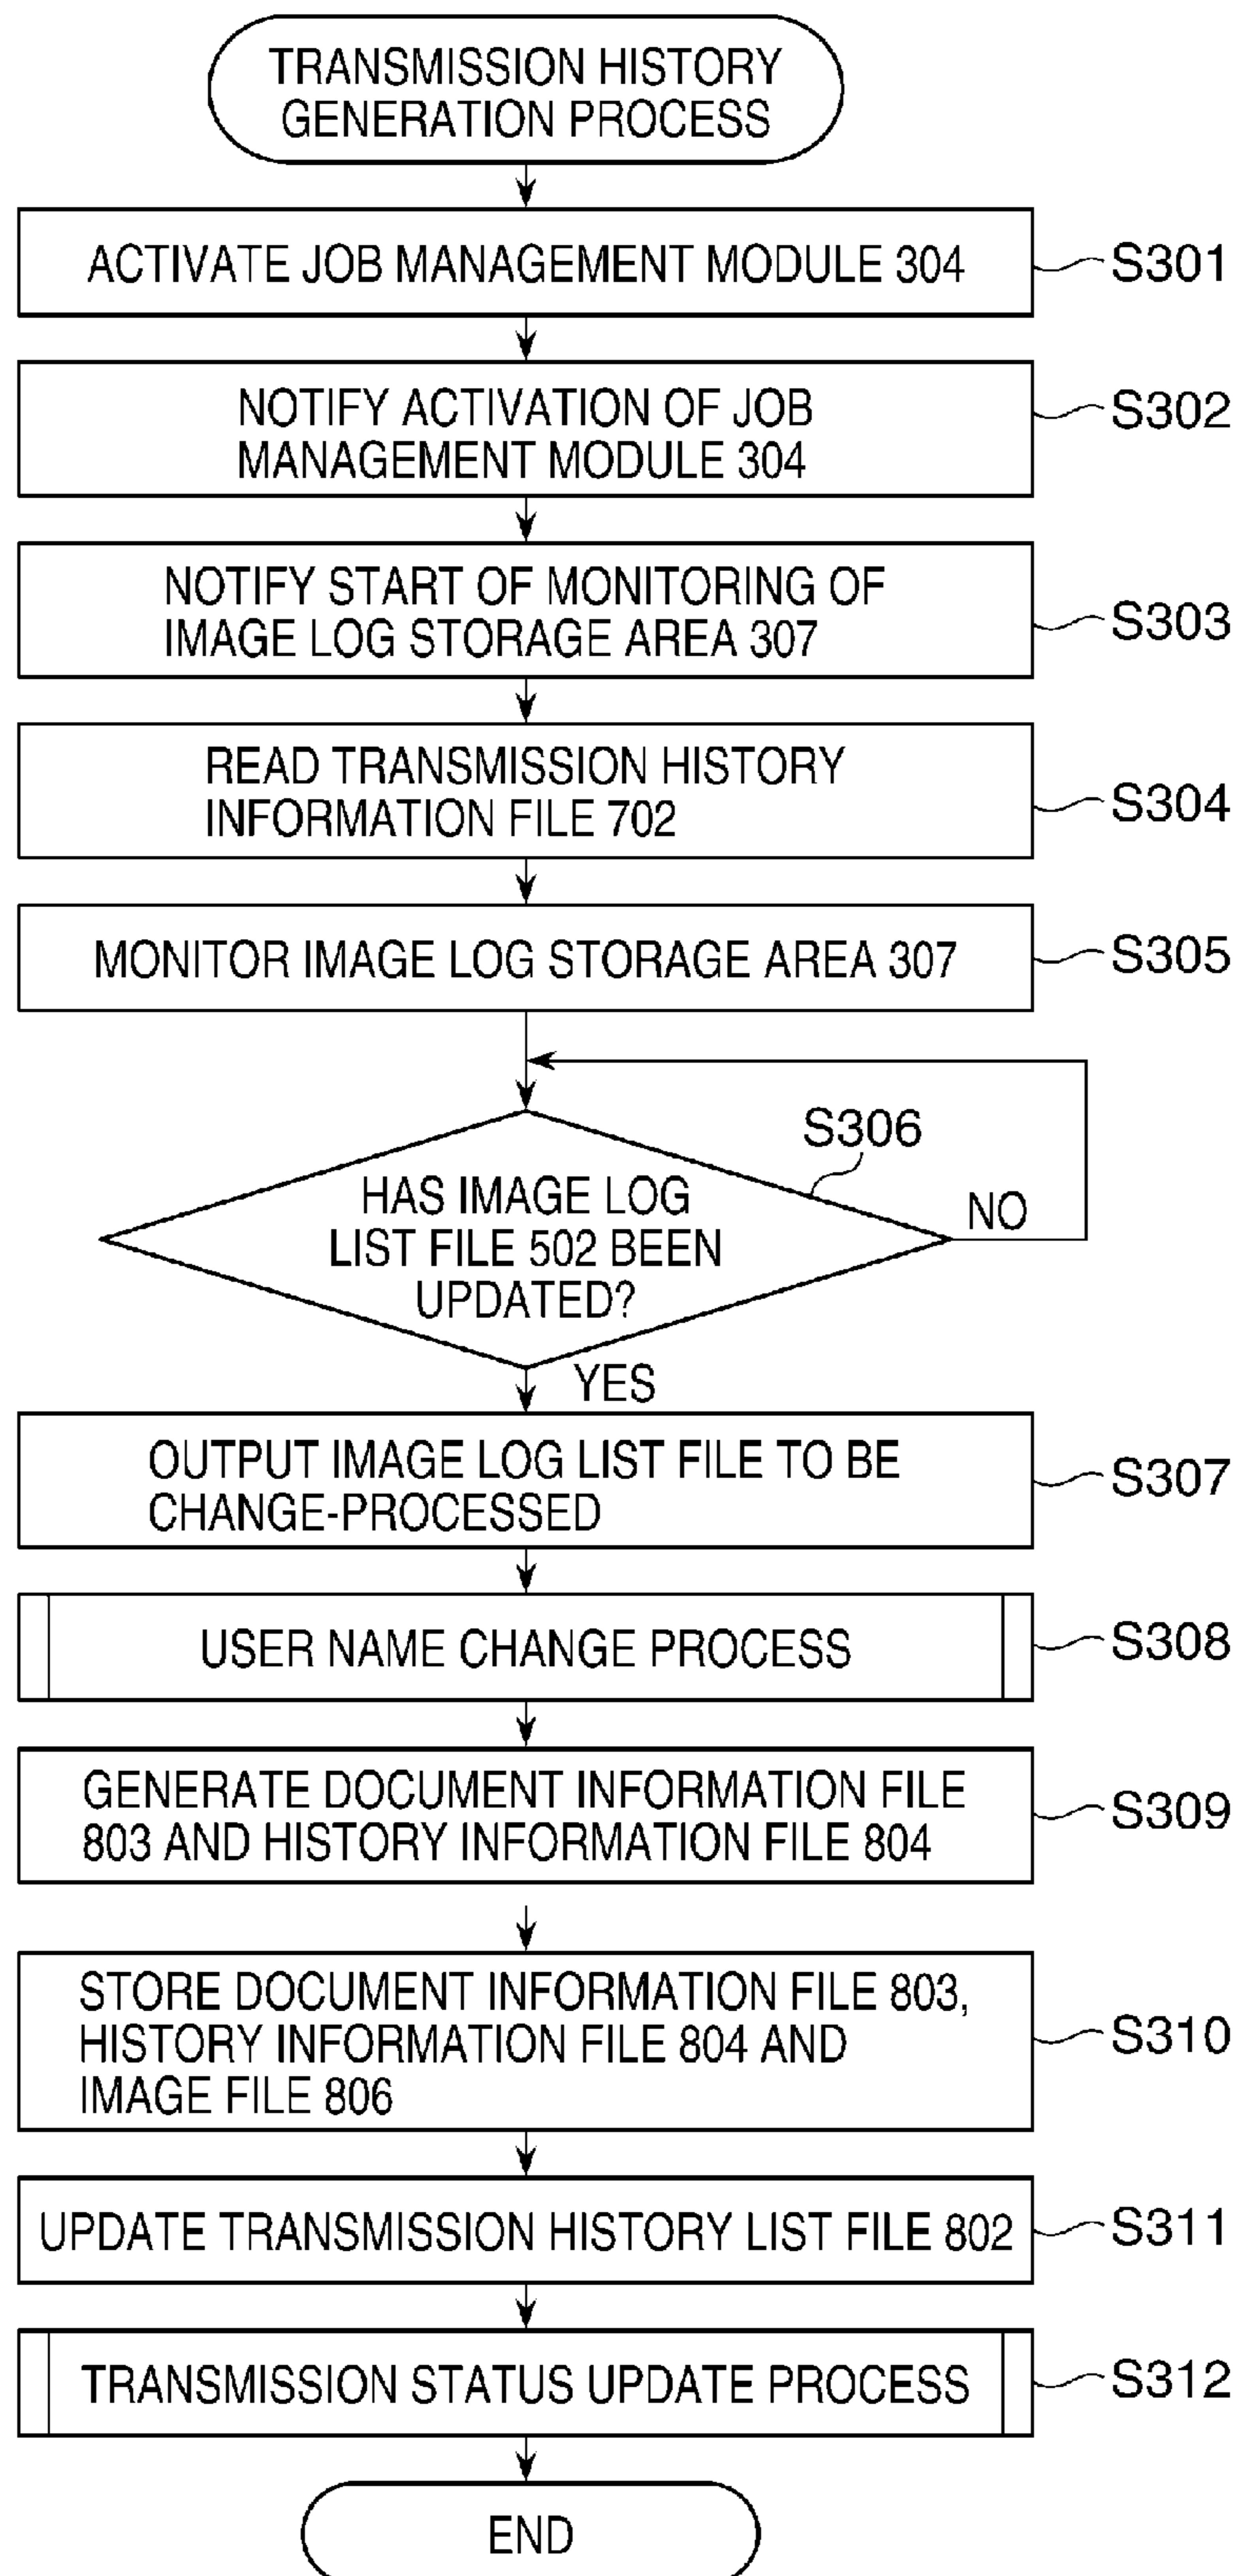 TRANSMISSION HISTORY
GENERATION PROCESS
ACTIVATE JOB MANAGEMENT MODULE 304
S301
NOTIFY ACTIVATION OF JOB
MANAGEMENT MODULE 304
S302
NOTIFY START OF MONITORING OF
IMAGE LOG STORAGE AREA 307
S303
READ TRANSMISSION HISTORY
INFORMATION FILE 702
S304
MONITOR IMAGE LOG STORAGE AREA 307
S305
S306
HAS IMAGE LOG
LIST FILE 502 BEEN
UPDATED?
NO
YES
OUTPUT IMAGE LOG LIST FILE TO BE
CHANGE-PROCESSED
S307
USER NAME CHANGE PROCESS
S308
GENERATE DOCUMENT INFORMATION FILE
803 AND HISTORY INFORMATION FILE 804
S309
STORE DOCUMENT INFORMATION FILE 803,
HISTORY INFORMATION FILE 804 AND
IMAGE FILE 806
S310
UPDATE TRANSMISSION HISTORY LIST FILE 802
S311
TRANSMISSION STATUS UPDATE PROCESS
S312
END